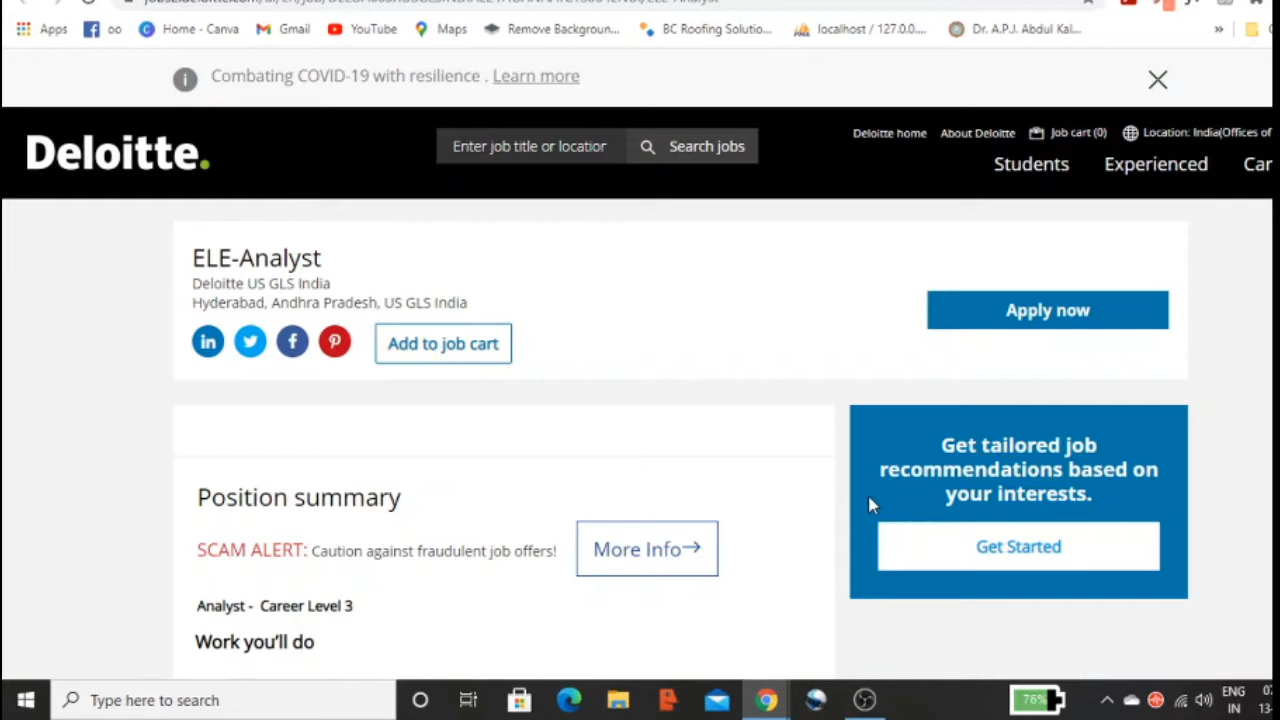 Apps
oo
Home - Canva
Gmail
YouTube
Maps
Remove Backgroun...
BC Roofing Solutio...
localhost / 127.0.0....
Dr. A.P.J. Abdul Kal...
»
Combating COVID-19 with resilience . Learn more
Deloitte.
Enter job title or location
Search jobs
Deloitte home
About Deloitte
Job cart (0)
Location: India(Offices of
Students
Experienced
Car
ELE-Analyst
Deloitte US GLS India
Hyderabad, Andhra Pradesh, US GLS India
Apply now
Add to job cart
Get tailored job
recommendations based on
your interests.
Get Started
Position summary
SCAM ALERT: Caution against fraudulent job offers!
More Info→
Analyst - Career Level 3
Work you'll do
Type here to search
76%
ENG
IN